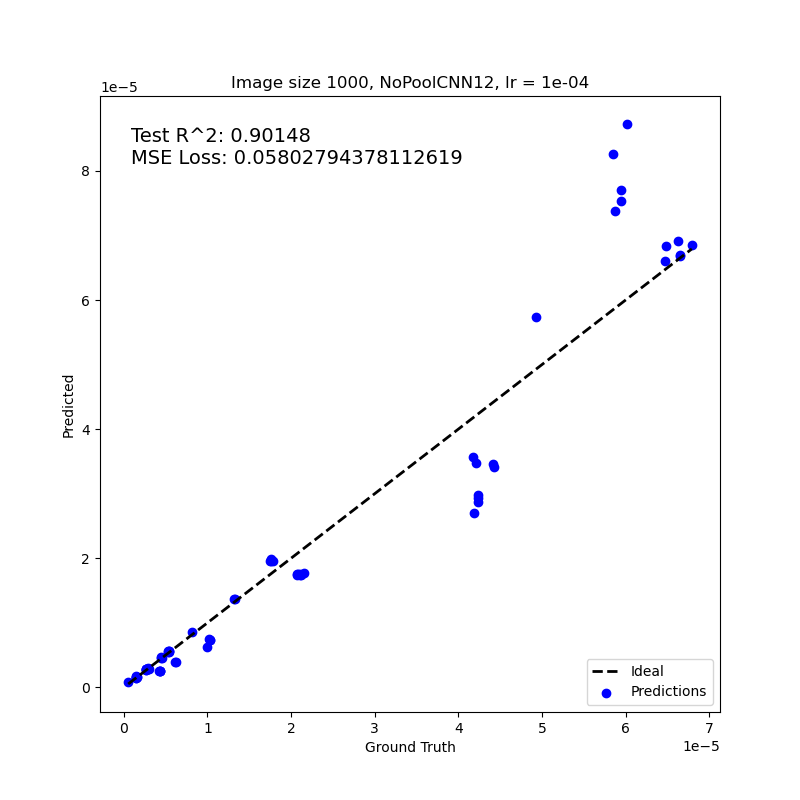 Image size 1000, NoPoolCNN12, lr = 1e-04
1e−5
Test R^2: 0.90148
MSE Loss: 0.05802794378112619
8
6
4
2
0
Predicted
Ideal
Predictions
0 1 2 3 4 5 6 7
1e−5
Ground Truth